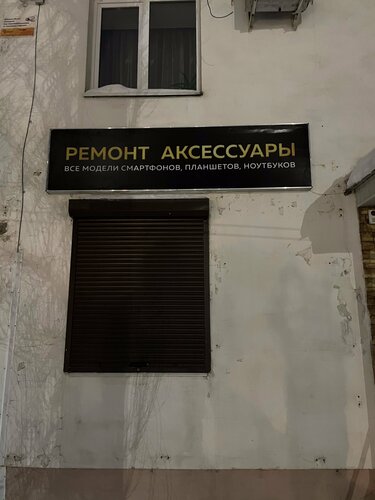 РЕМОНТ АКСЕССУАРЫ
ВСЕ МОДЕЛИ СМАРТФОНОВ, ПЛАНШЕТОВ, НОУТБУКОВ